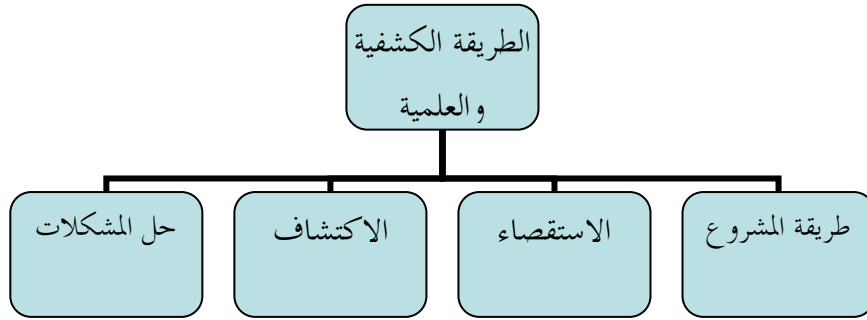 الطريقة الكشفية
والعلمية
طريقة المشروع
الاستقصاء
الاكتشاف
حل المشكلات